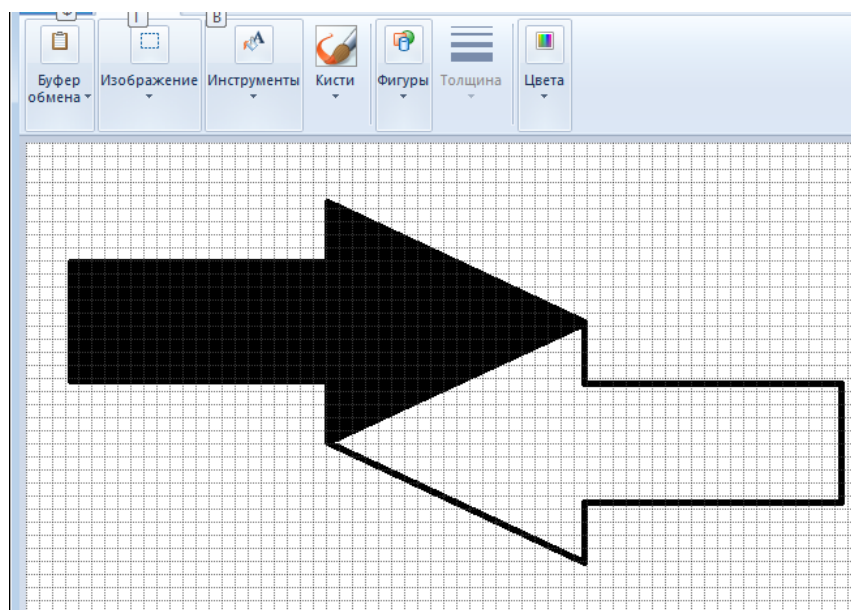 Г В
Буфер обмена
Изображение
Инструменты
Кисти
Фигуры
Толщина
Цвета